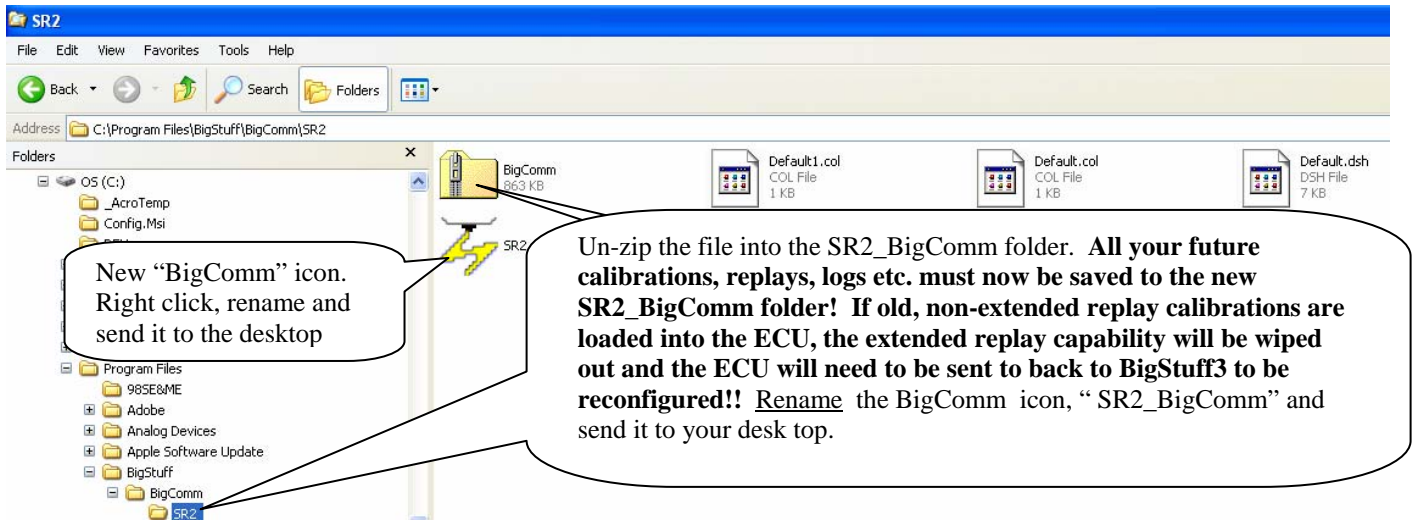 SR2
File Edit View Favorites Tools Help
Back Search Folders
Address C:\Program Files\BigStuff\BigComm\SR2
Folders
OS (C:)
_AcroTemp
Config.Msi
Program Files
98SE&ME
Adobe
Analog Devices
Apple Software Update
BigStuff
BigComm
SR2
BigComm
863 KB
Default1.col
COL File
1 KB
Default.col
COL File
1 KB
Default.dsh
DSH File
7 KB
SR2
New “BigComm” icon.
Right click, rename and
send it to the desktop
Un-zip the file into the SR2_BigComm folder. All your future
calibrations, replays, logs etc. must now be saved to the new
SR2_BigComm folder! If old, non-extended replay calibrations are
loaded into the ECU, the extended replay capability will be wiped
out and the ECU will need to be sent to back to BigStuff3 to be
reconfigured!! Rename the BigComm icon, “ SR2_BigComm” and
send it to your desk top.